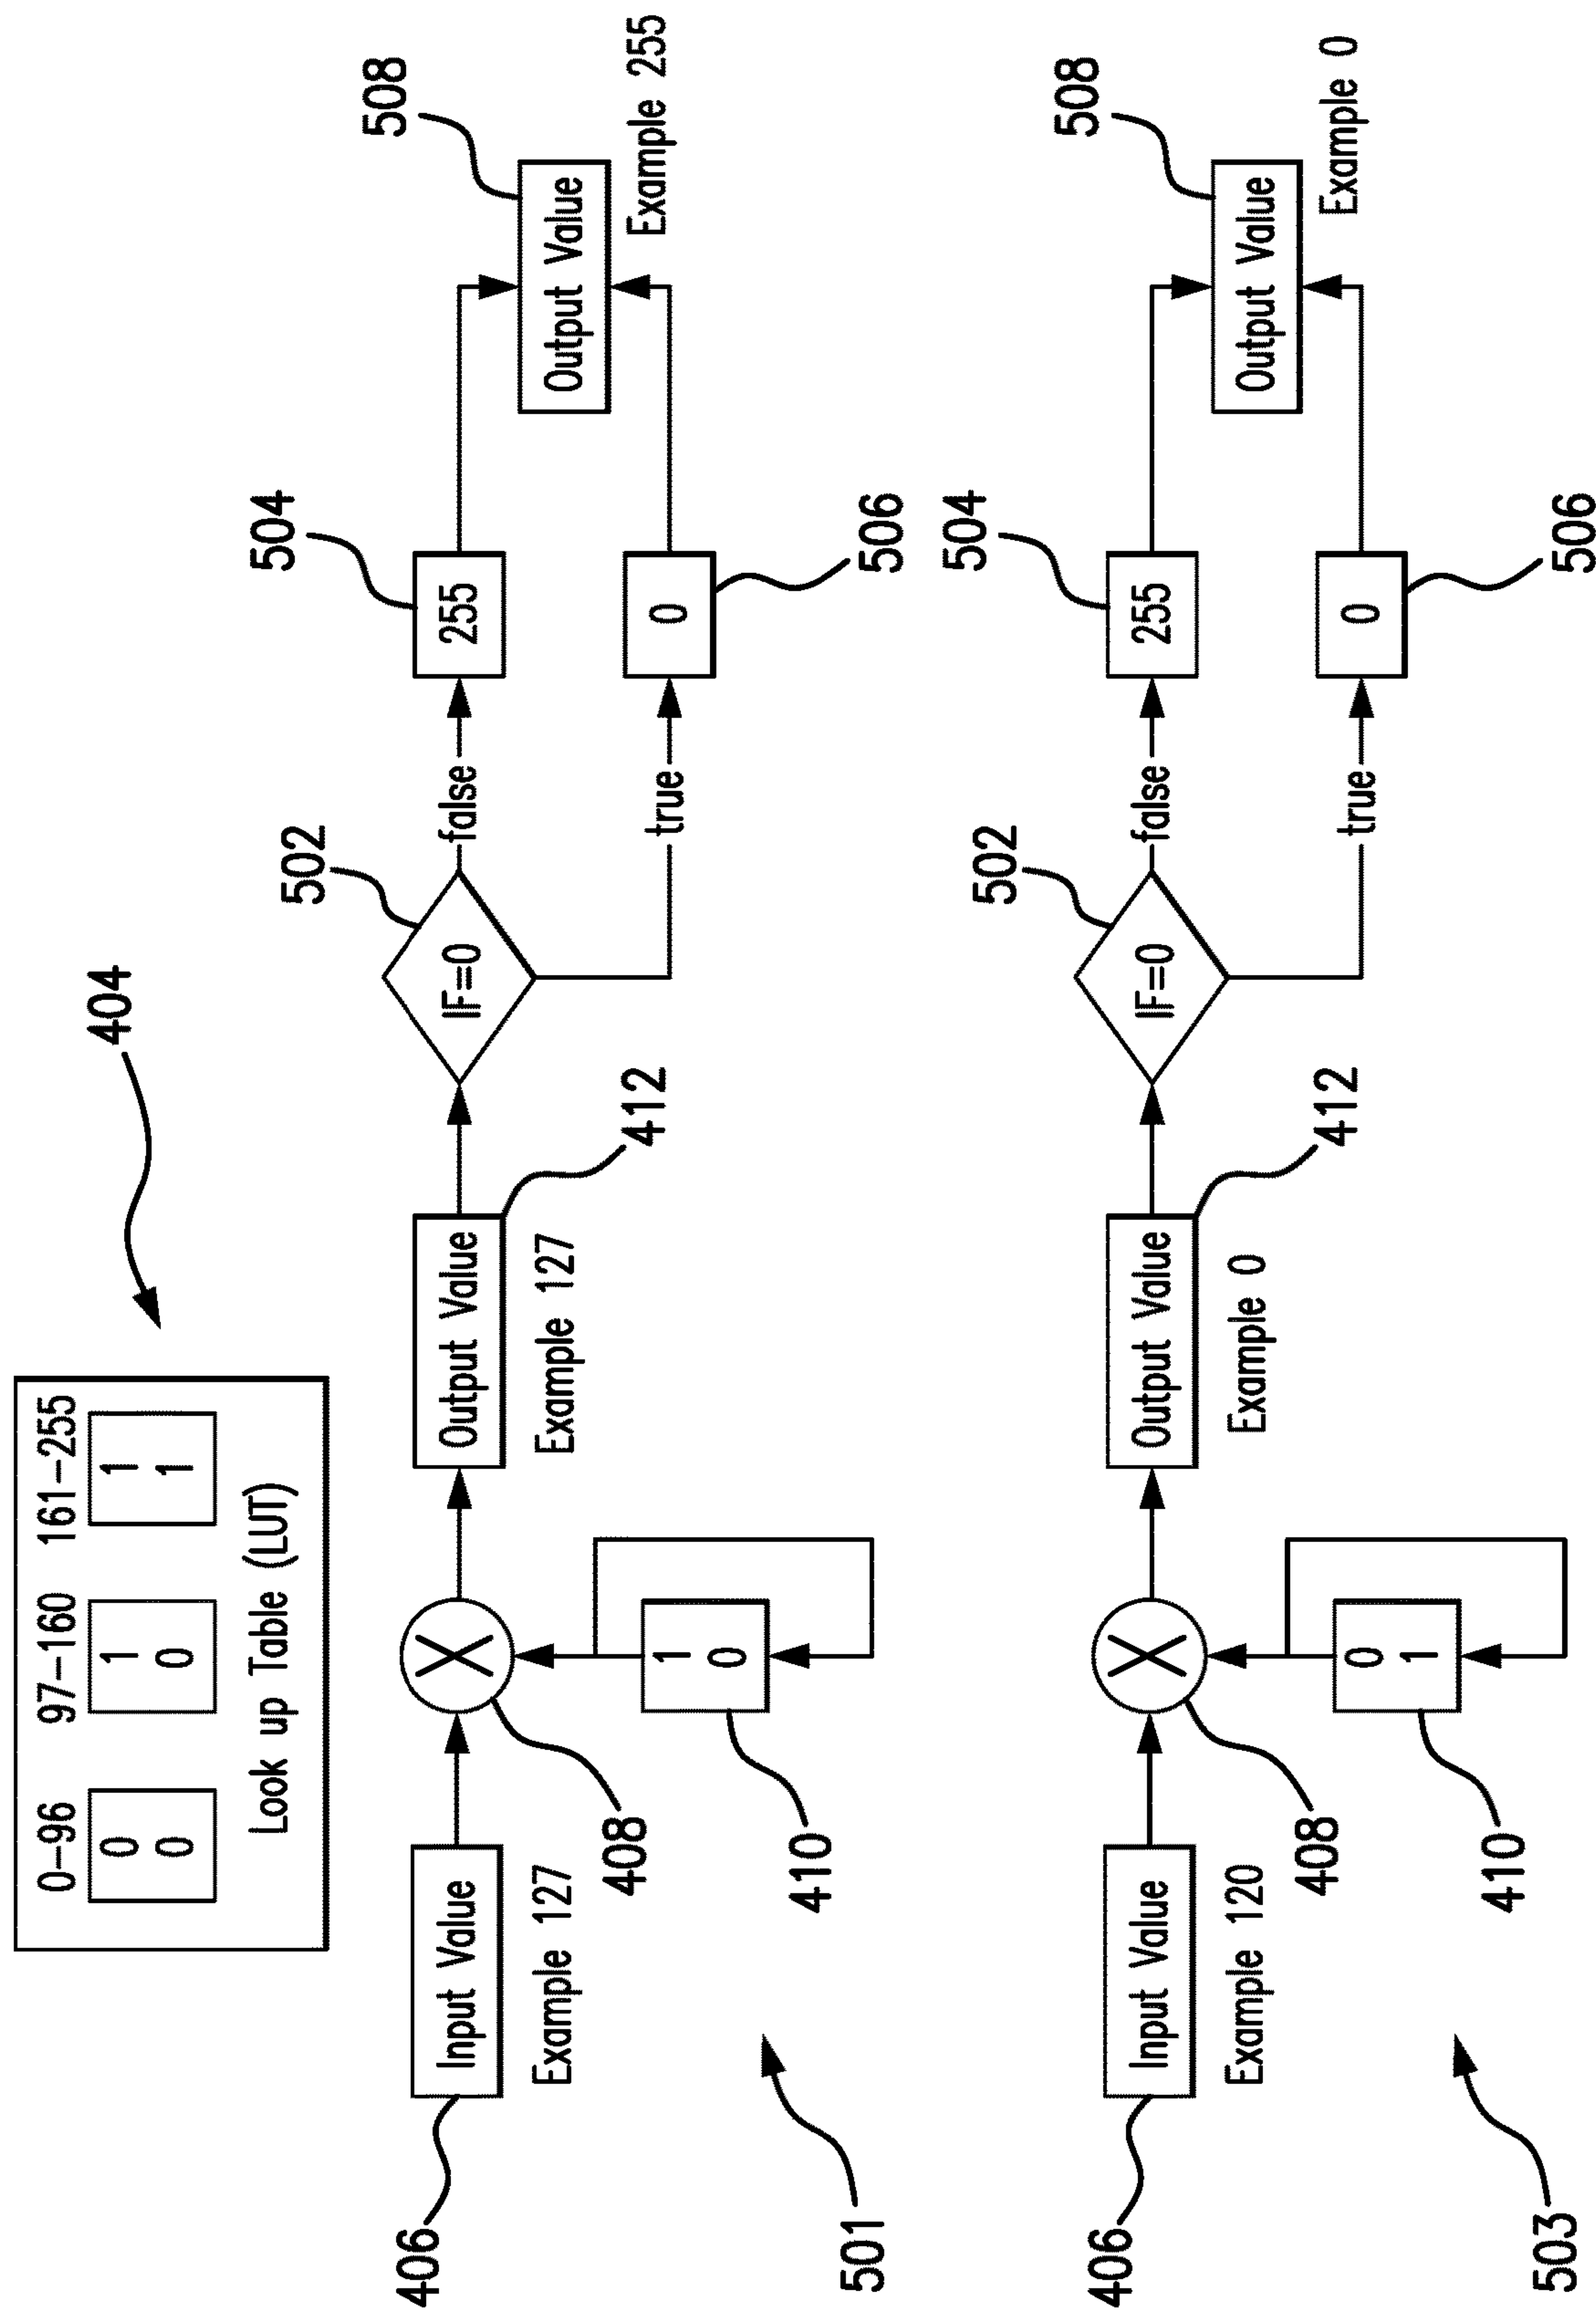 404
0-96
97-160
161-255
0
0
1
0
1
1
Look up Table (LUT)
508
504
502
255
false
IF=0
Output Value
Example 255
Input Value
Example 127
Output Value
Example 127
412
true
0
506
408
1
0
410
406
501
508
504
502
255
false
IF=0
Output Value
Example 0
Input Value
Example 120
Output Value
Example 0
412
true
0
506
408
0
1
410
406
503